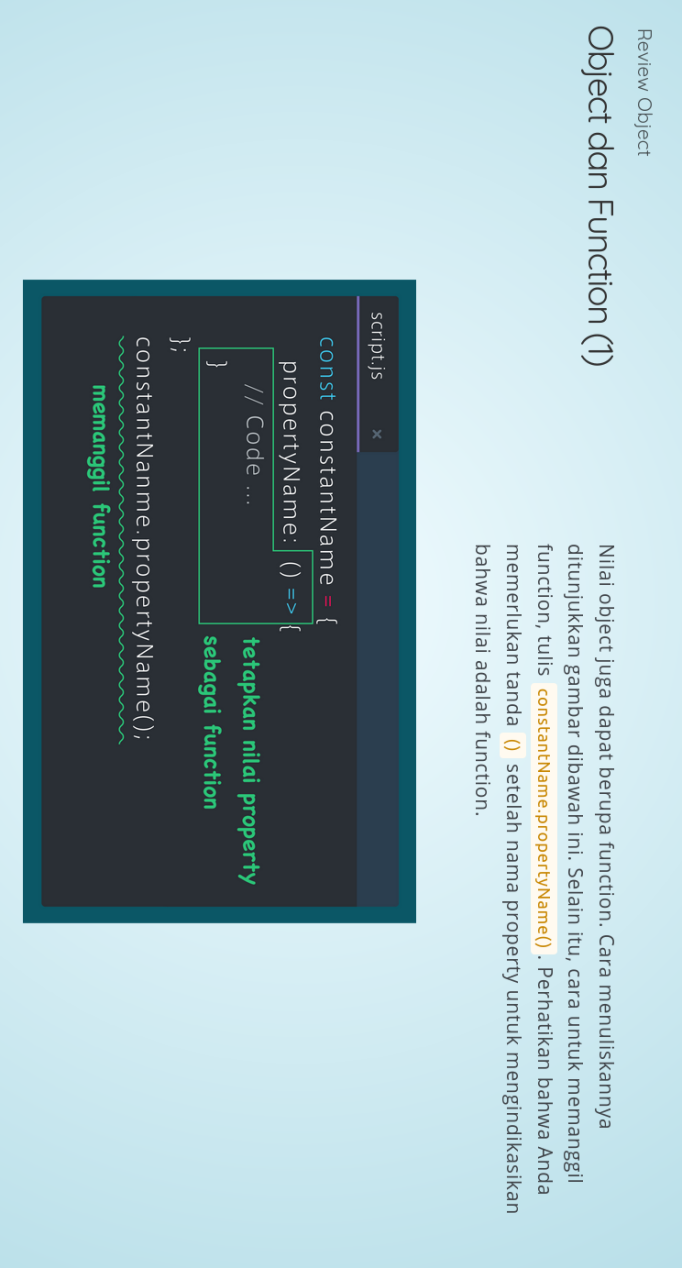 Review Object
Object dan Function (1)
Nilai object juga dapat berupa function. Cara menuliskannya
ditunjukkan gambar dibawah ini. Selain itu, cara untuk memanggil
function, tulis constantName.propertyName() . Perhatikan bahwa Anda
memerlukan tanda () setelah nama property untuk mengindikasikan
bahwa nilai adalah function.
script.js ×
const constantName = {
propertyName: () => {
// Code ...
}
};
tetapkan nilai property
sebagai function
constantNanme.propertyName();
memanggil function